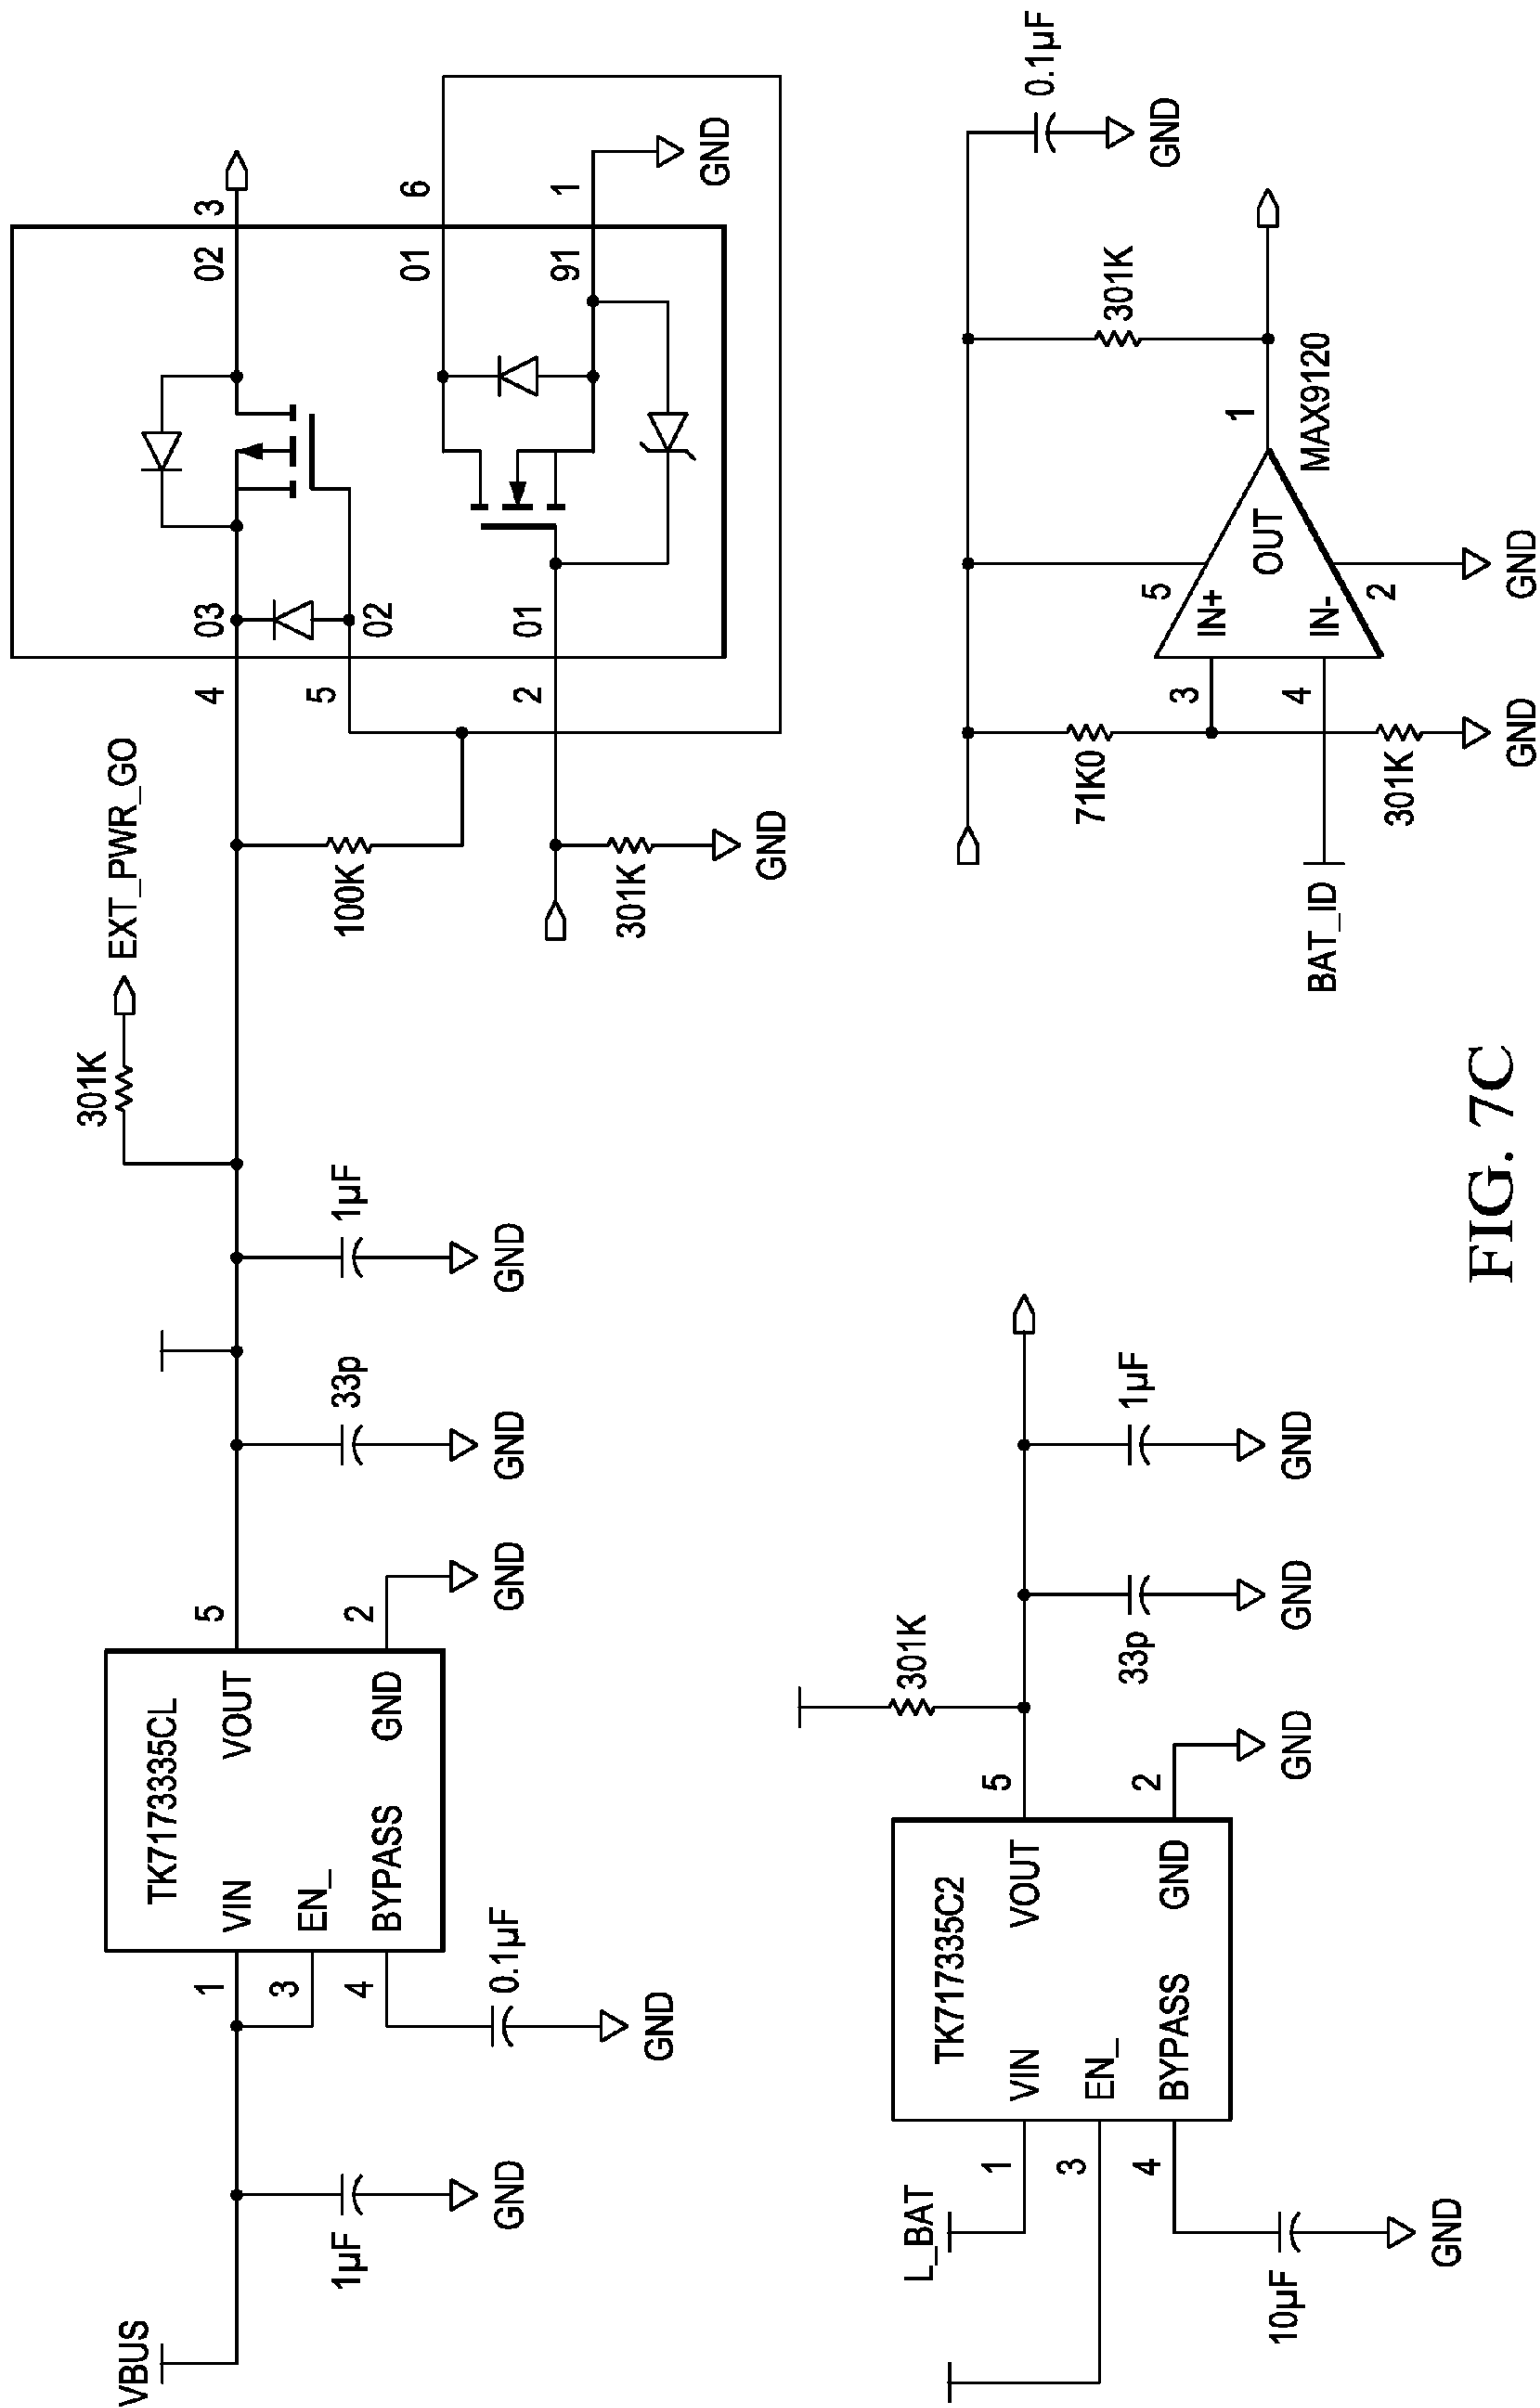 VBUS
1µF
GND
1
3
4
0.1µF
GND
TK7173335CL
VIN
EN_
BYPASS
VOUT
GND
5
2
GND
33p
GND
1µF
GND
301K
EXT_PWR_GO
100K
301K
GND
4
5
2
03
02
01
02
01
91
3
6
1
GND
L_BAT
1
3
4
10µF
GND
TK717335C2
VIN
EN_
BYPASS
VOUT
GND
5
2
GND
301K
33p
GND
1µF
GND
BAT_ID
71K0
301K
GND
3
4
IN+
IN-
OUT
5
2
GND
1
MAX9120
301K
0.1µF
GND
FIG. 7C